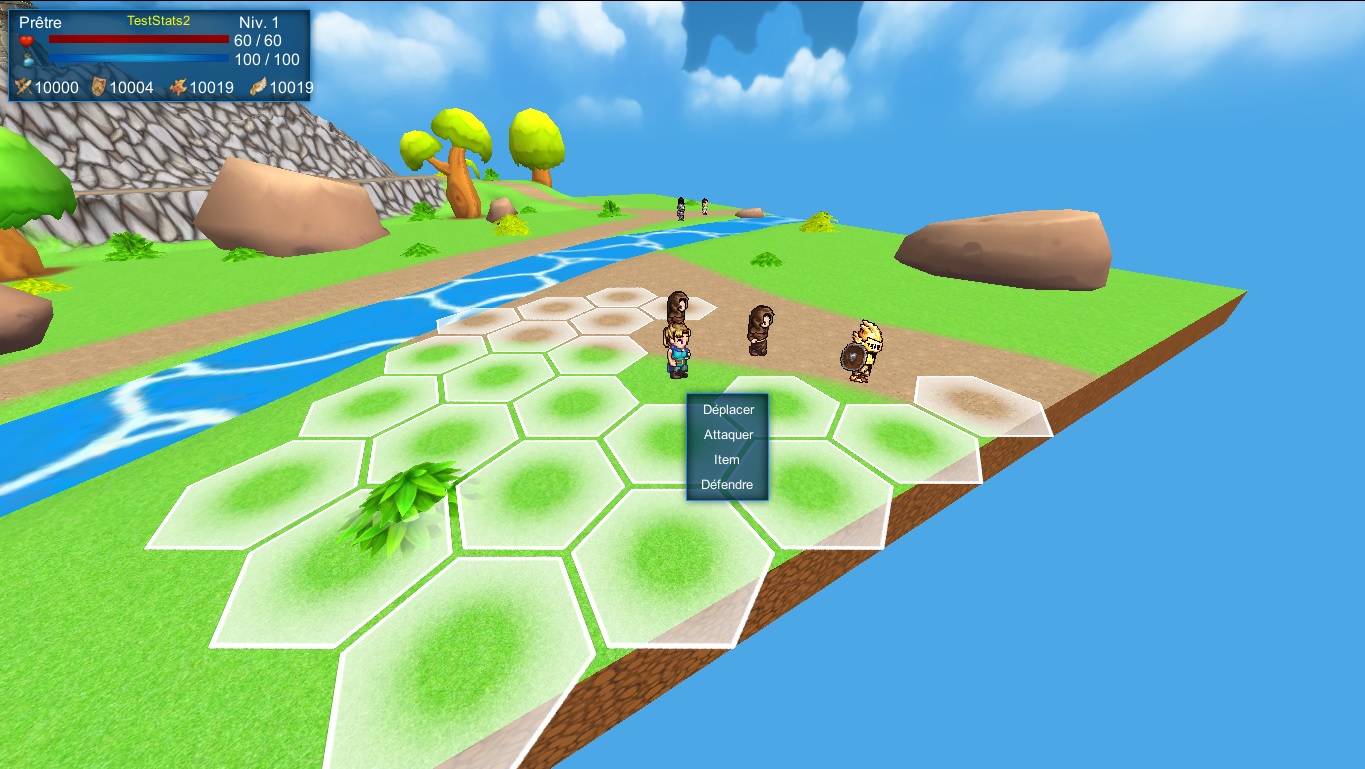 Prêtre TestStats2 Niv. 1
60 / 60
100 / 100
10000 10004 10019 10019
Déplacer
Attaquer
Item
Défendre